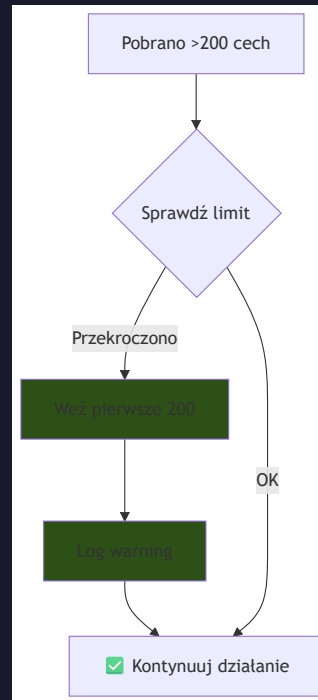 Pobrano >200 cech
Sprawdź limit
Przekroczono
Weź pierwsze 200
OK
Log warning
✅ Kontynuuj działanie